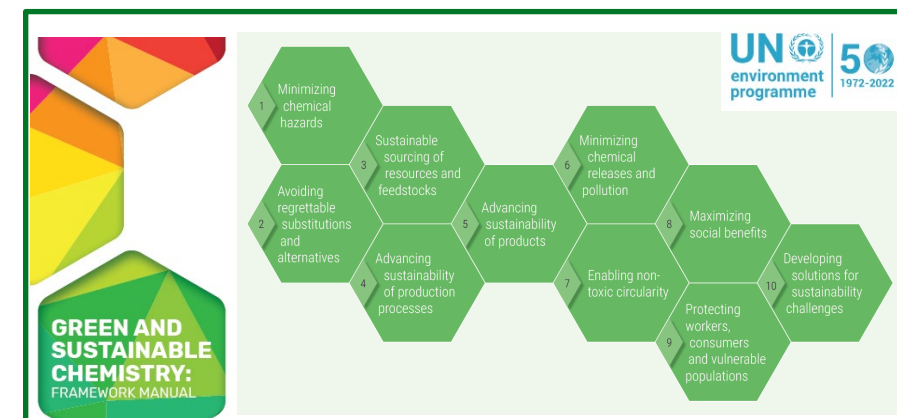 GREEN AND
SUSTAINABLE
CHEMISTRY:
FRAMEWORK MANUAL
1
Minimizing
chemical
hazards
2
Avoiding
regrettable
substitutions
and
alternatives
3
Sustainable
sourcing of
resources and
feedstocks
4
Advancing
sustainability
of production
processes
5
Advancing
sustainability
of products
6
Minimizing
chemical
releases and
pollution
7
Enabling non-
toxic circularity
8
Maximizing
social benefits
9
Protecting
workers,
consumers
and vulnerable
populations
10
Developing
solutions for
sustainability
challenges
UN
environment
programme
50
1972-2022